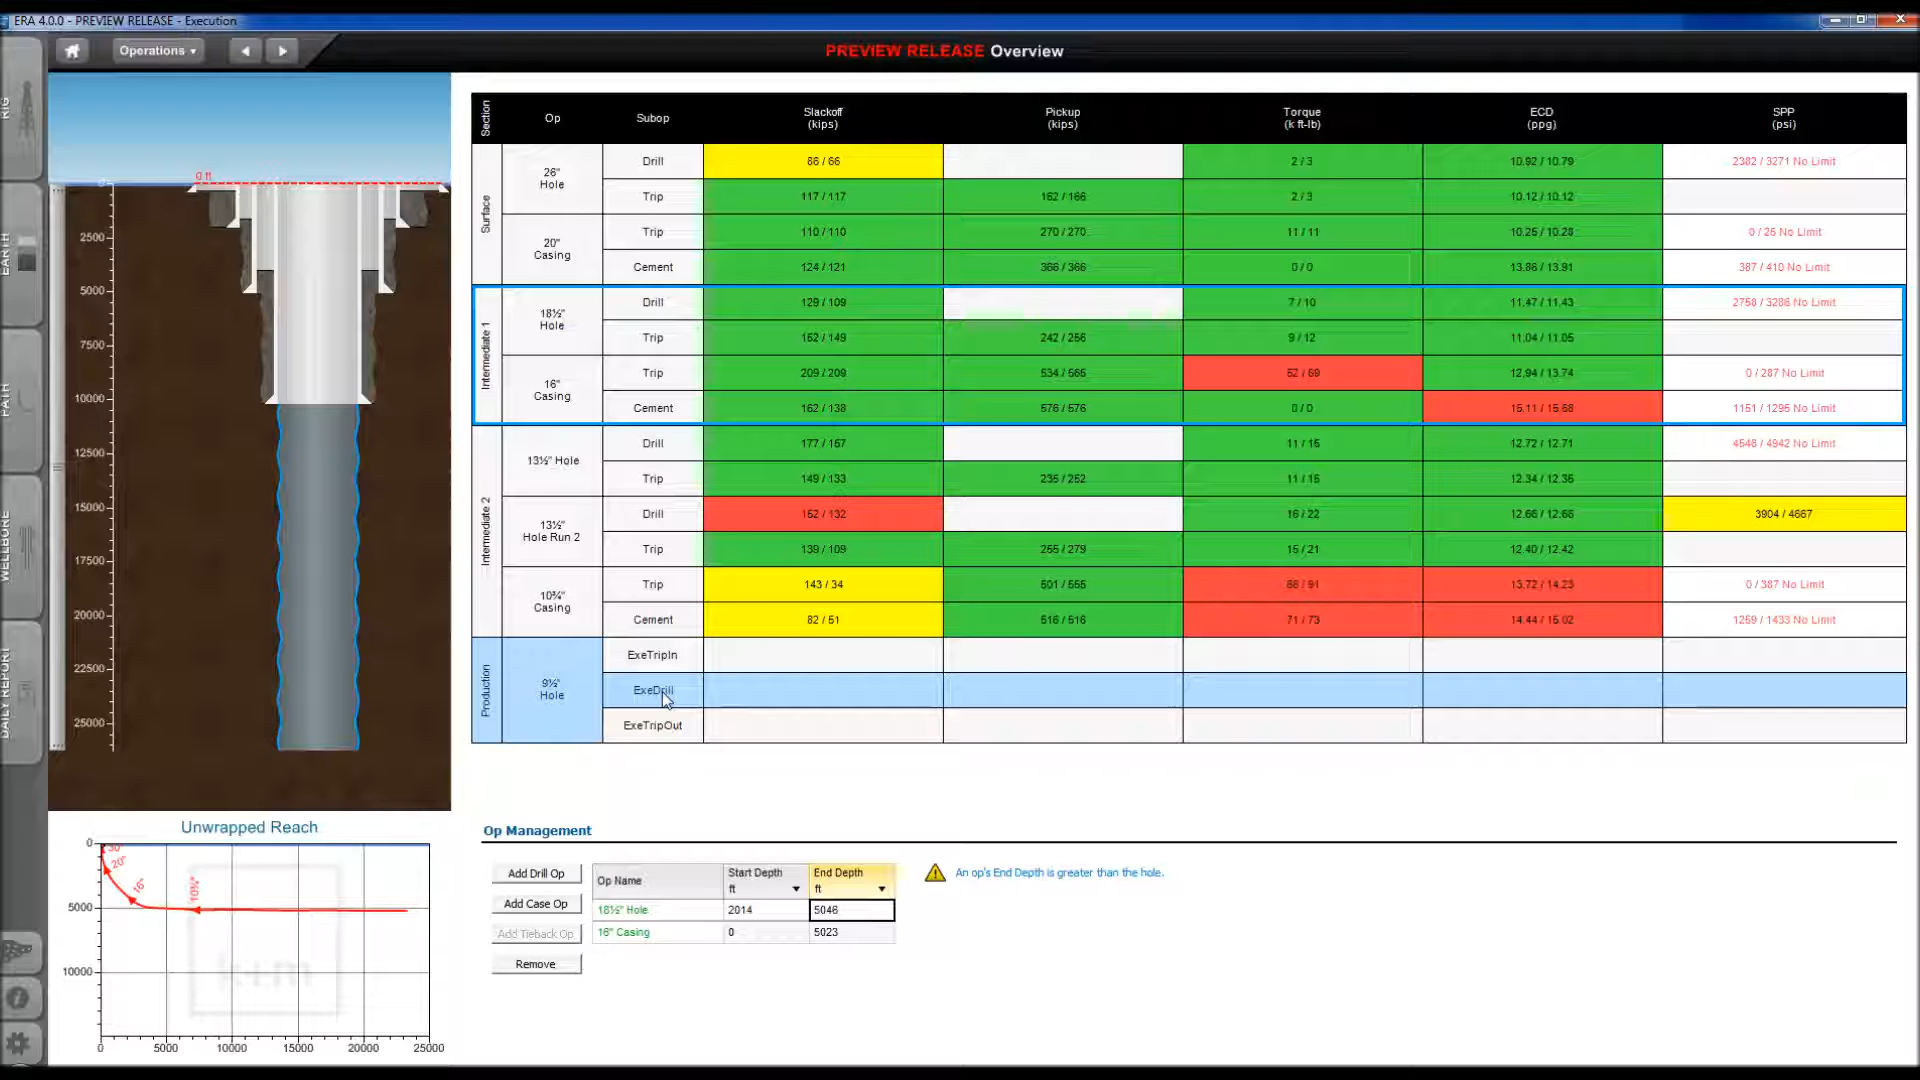 ERA 4.0.0 - PREVIEW RELEASE - Execution
Operations
PREVIEW RELEASE Overview
RIG
EARTH
PATH
WELLBORE
DAILY REPORT
0 ft
0
2500
5000
7500
10000
12500
15000
17500
20000
22500
25000
Section Op Subop Slackoff (kips) Pickup (kips) Torque (k ft-lb) ECD (ppg) SPP (psi)
Surface
26" Hole
Drill 86 / 66 2 / 3 10.92 / 10.79 2382 / 3271 No Limit
Trip 117 / 117 162 / 166 2 / 3 10.12 / 10.12
20" Casing
Trip 110 / 110 270 / 270 11 / 11 10.25 / 10.28 0 / 25 No Limit
Cement 124 / 121 366 / 366 0 / 0 13.86 / 13.91 387 / 410 No Limit
Intermediate 1
18½" Hole
Drill 129 / 109 7 / 10 11.47 / 11.43 2758 / 3286 No Limit
Trip 152 / 149 242 / 256 9 / 12 11.04 / 11.05
16" Casing
Trip 209 / 209 534 / 565 52 / 69 12.94 / 13.74 0 / 287 No Limit
Cement 162 / 138 576 / 576 0 / 0 15.11 / 15.58 1151 / 1295 No Limit
Intermediate 2
13½" Hole
Drill 177 / 167 11 / 15 12.72 / 12.71 4548 / 4942 No Limit
Trip 149 / 133 235 / 252 11 / 15 12.34 / 12.35
13½" Hole Run 2
Drill 152 / 132 16 / 22 12.66 / 12.66 3904 / 4667
Trip 139 / 109 255 / 279 15 / 21 12.40 / 12.42
10¾" Casing
Trip 143 / 34 501 / 555 / 91 13.72 / 14.23 0 / 387 No Limit
Cement 82 / 51 516 / 516 71 / 73 14.44 / 15.02 1259 / 1433 No Limit
Production
9½" Hole
ExeTripIn
ExeDrill
ExeTripOut
Unwrapped Reach
0
5000
10000
30"
20"
16"
10¾"
k&m
0 5000 10000 15000 20000 25000
Op Management
Add Drill Op
Add Case Op
Add Tieback Op
Remove
Op Name Start Depth ft End Depth ft
18½" Hole 2014 5046
16" Casing 0 5023
An op's End Depth is greater than the hole.